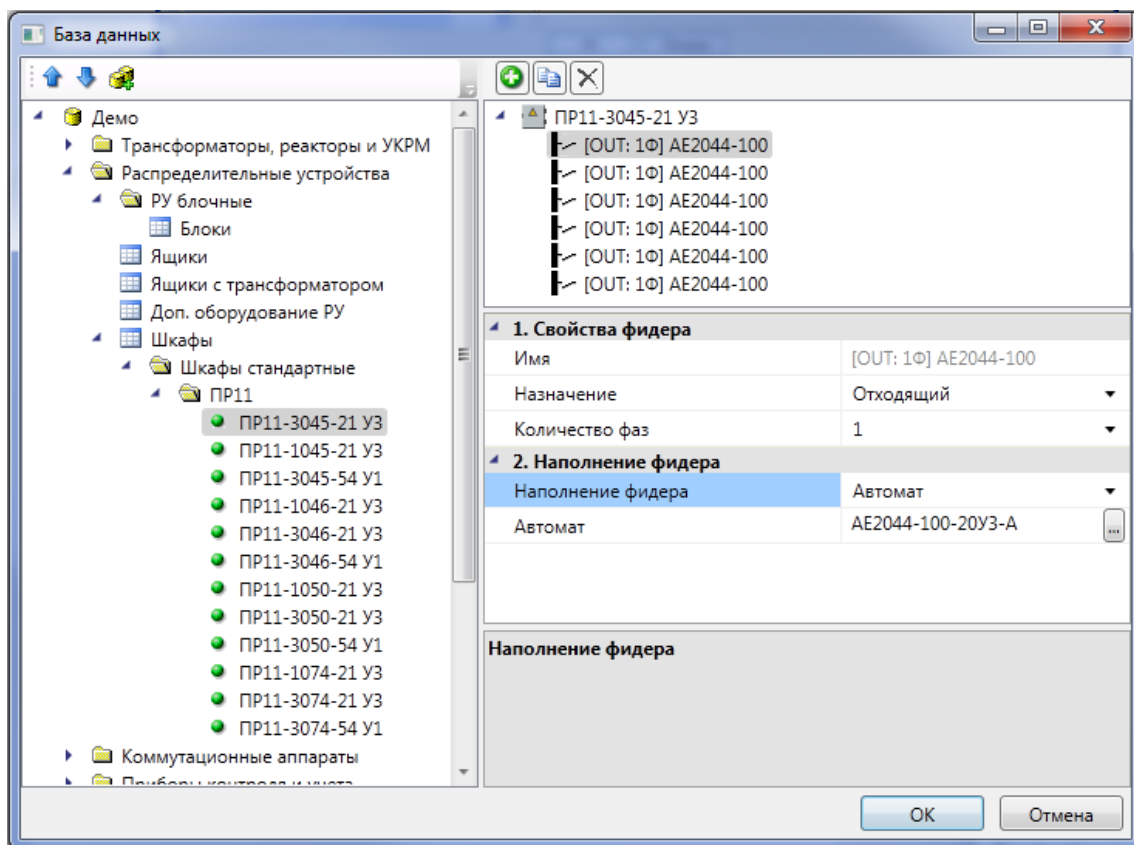 База данных
Демо
Трансформаторы, реакторы и УКРМ
Распределительные устройства
РУ блочные
Блоки
Ящики
Ящики с трансформатором
Доп. оборудование РУ
Шкафы
Шкафы стандартные
ПР11
ПР11-3045-21 У3
ПР11-1045-21 У3
ПР11-3045-54 У1
ПР11-1046-21 У3
ПР11-3046-21 У3
ПР11-3046-54 У1
ПР11-1050-21 У3
ПР11-3050-21 У3
ПР11-3050-54 У1
ПР11-1074-21 У3
ПР11-3074-21 У3
ПР11-3074-54 У1
Коммутационные аппараты
Приборы контроля и учета
ПР11-3045-21 У3
[OUT: 1Ф] АЕ2044-100
[OUT: 1Ф] АЕ2044-100
[OUT: 1Ф] АЕ2044-100
[OUT: 1Ф] АЕ2044-100
[OUT: 1Ф] АЕ2044-100
[OUT: 1Ф] АЕ2044-100
1. Свойства фидера
Имя [OUT: 1Ф] АЕ2044-100
Назначение Отходящий
Количество фаз 1
2. Наполнение фидера
Наполнение фидера Автомат
Автомат АЕ2044-100-20У3-А
...
Наполнение фидера
ОК Отмена